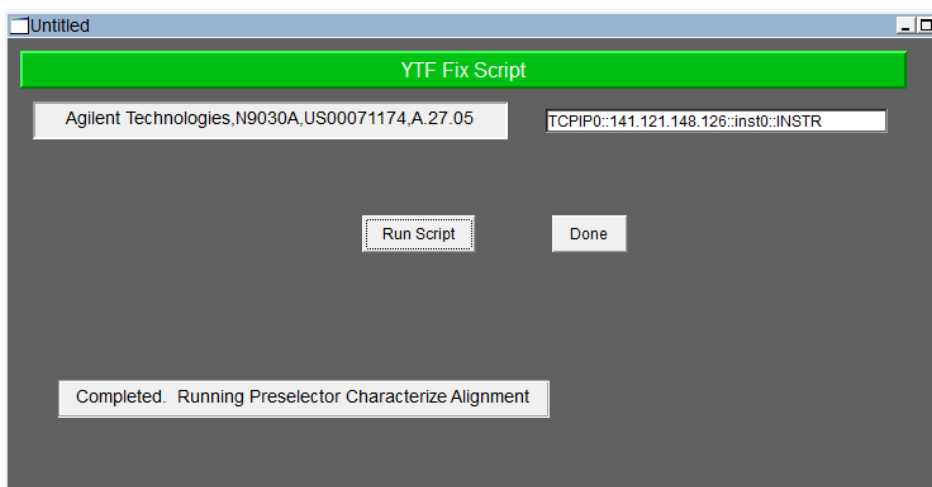 Untitled
YTF Fix Script
Agilent Technologies,N9030A,US00071174,A.27.05
TCPIP0::141.121.148.126::inst0::INSTR
Run Script
Done
Completed.  Running Preselector Characterize Alignment